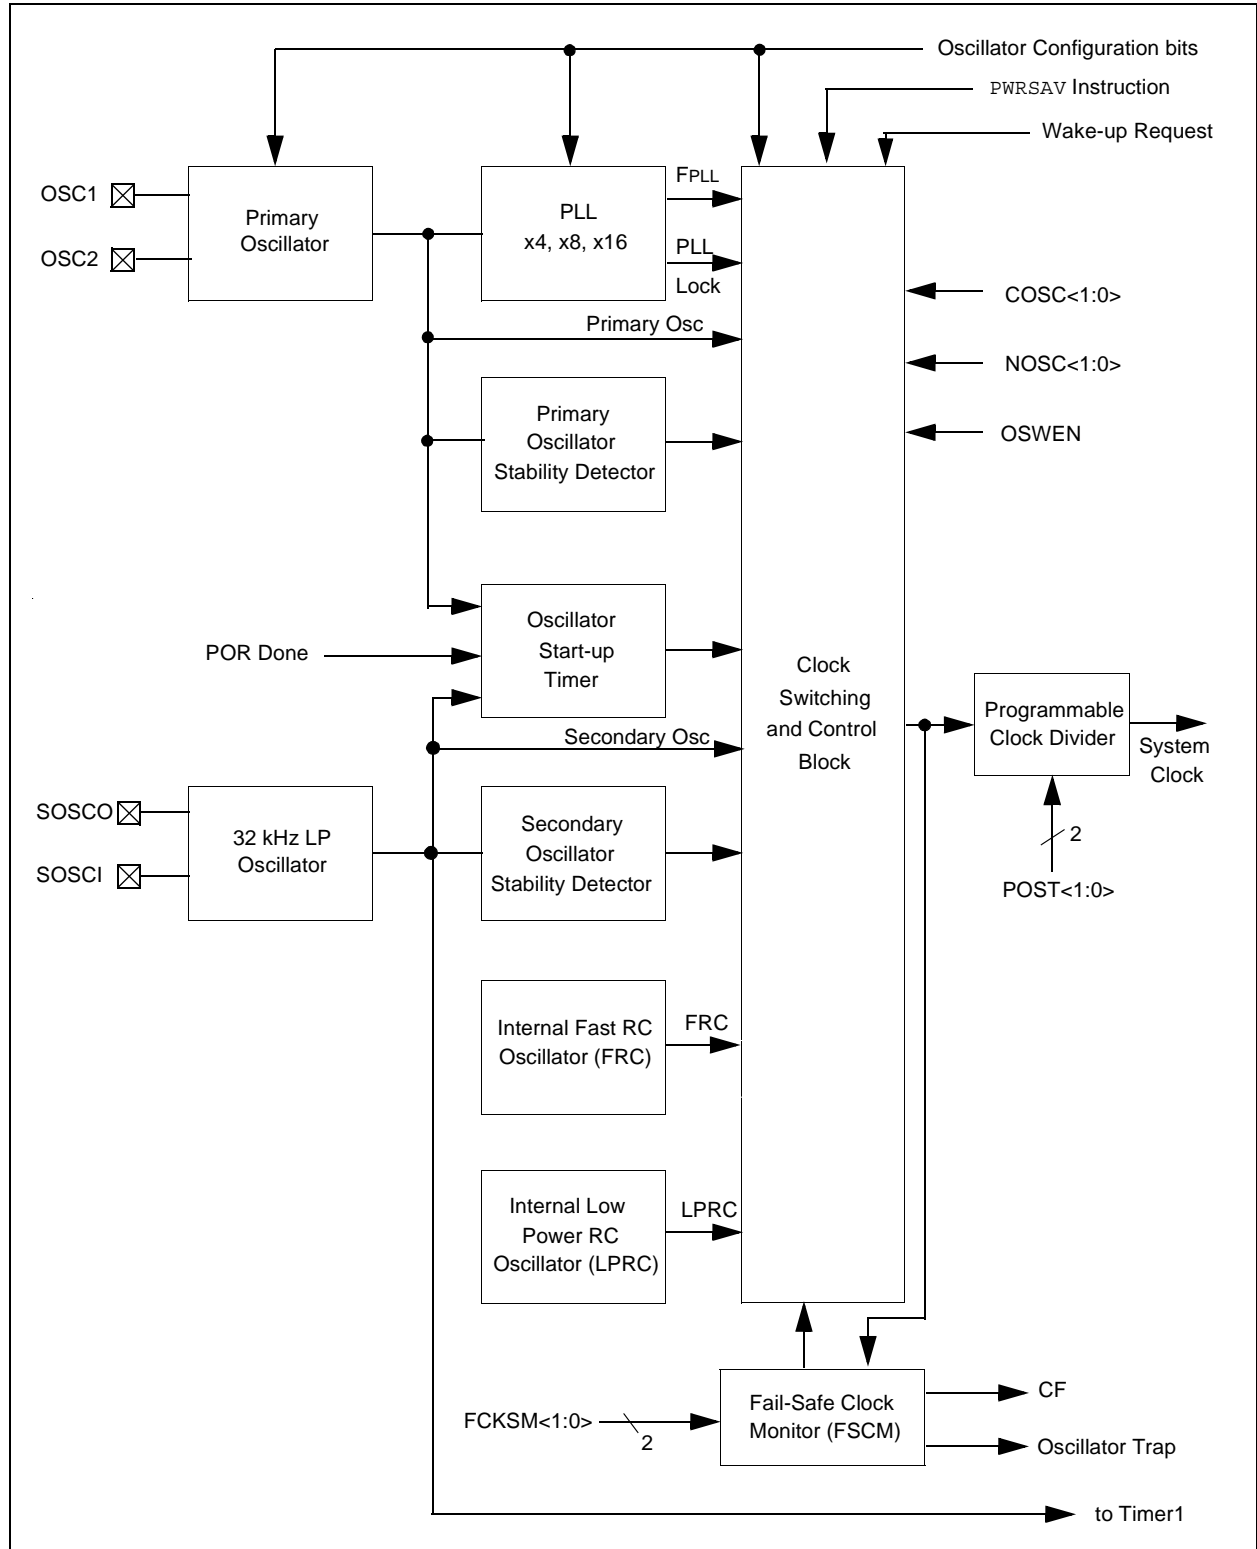 Oscillator Configuration bits
PWRSAV Instruction
Wake-up Request
OSC1
OSC2
Primary
Oscillator
PLL
x4, x8, x16
FPLL
PLL
Lock
Primary Osc
COSC<1:0>
NOSC<1:0>
OSWEN
Primary
Oscillator
Stability Detector
POR Done
Oscillator
Start-up
Timer
Clock
Switching
and Control
Block
Programmable
Clock Divider
System
Clock
2
POST<1:0>
Secondary Osc
SOSCO
SOSCI
32 kHz LP
Oscillator
Secondary
Oscillator
Stability Detector
Internal Fast RC
Oscillator (FRC)
FRC
Internal Low
Power RC
Oscillator (LPRC)
LPRC
FCKSM<1:0>
2
Fail-Safe Clock
Monitor (FSCM)
CF
Oscillator Trap
to Timer1